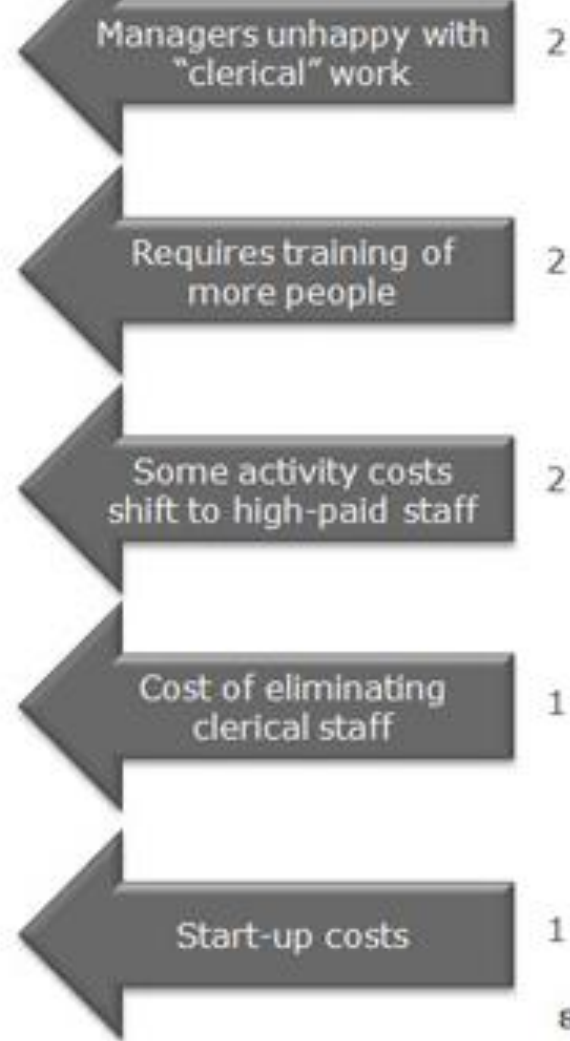 Managers unhappy with 2
"clerical" work
Requires training of 2
more people
Some activity costs 2
shift to high-paid staff
Cost of eliminating 1
clerical staff
Start-up costs 1